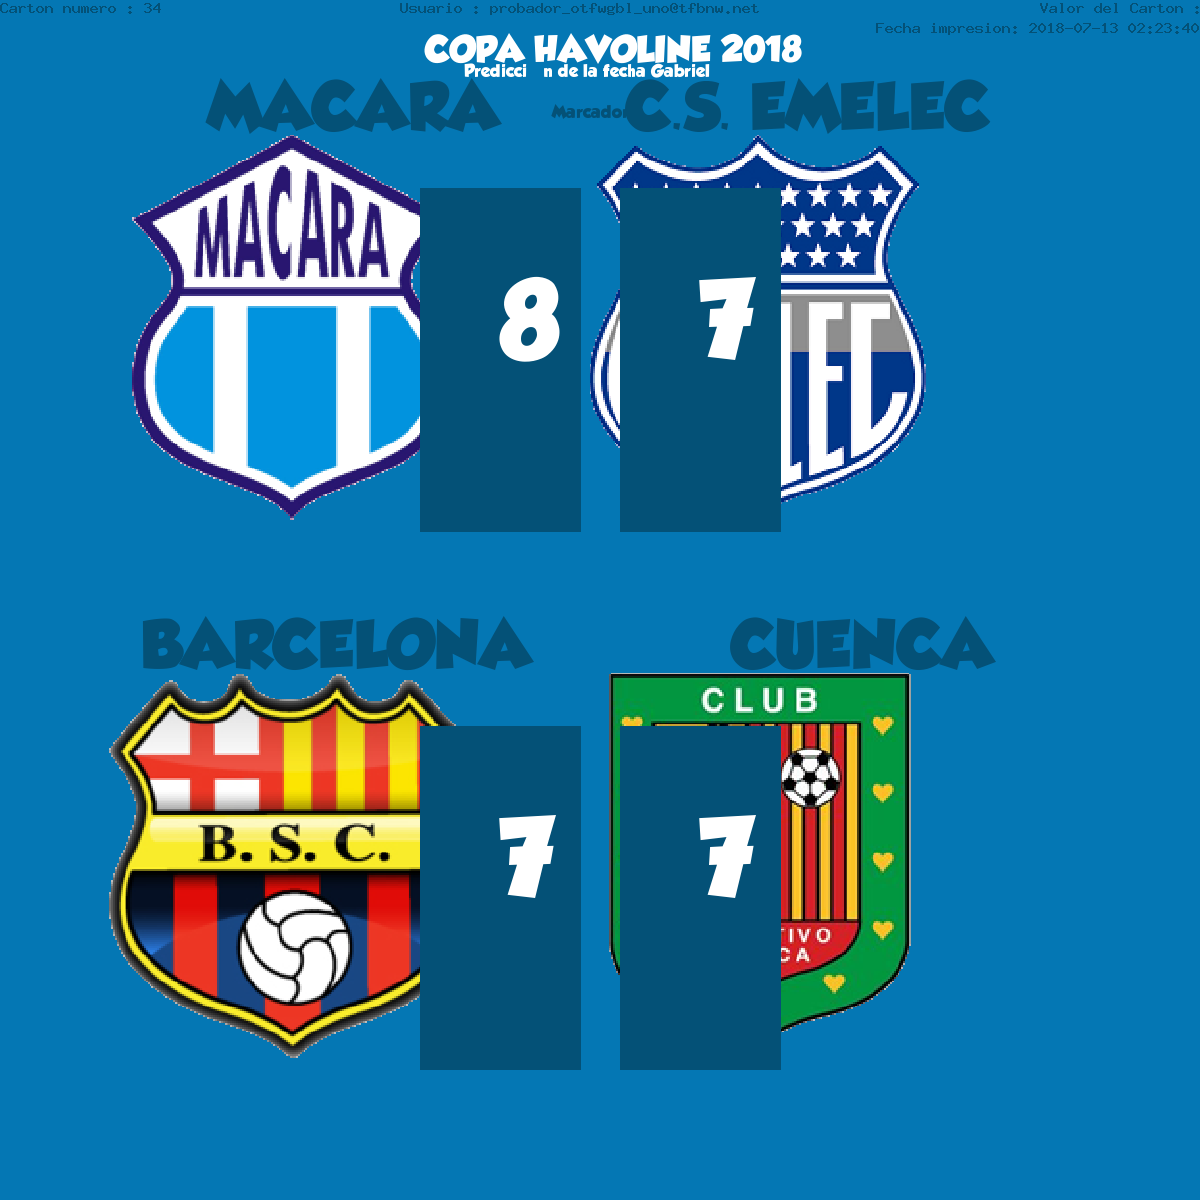 Carton numero : 34 Usuario : probador_otfwgbl_uno@tfbnw.net Valor del Carton :
Fecha impresion: 2018-07-13 02:23:40
COPA HAVOLINE 2018
Predicci n de la fecha Gabriel
MACARA Marcador C.S. EMELEC
MACARA
8 7
LEC
BARCELONA CUENCA
CLUB
B. S. C.
7 7
TIVO
CA